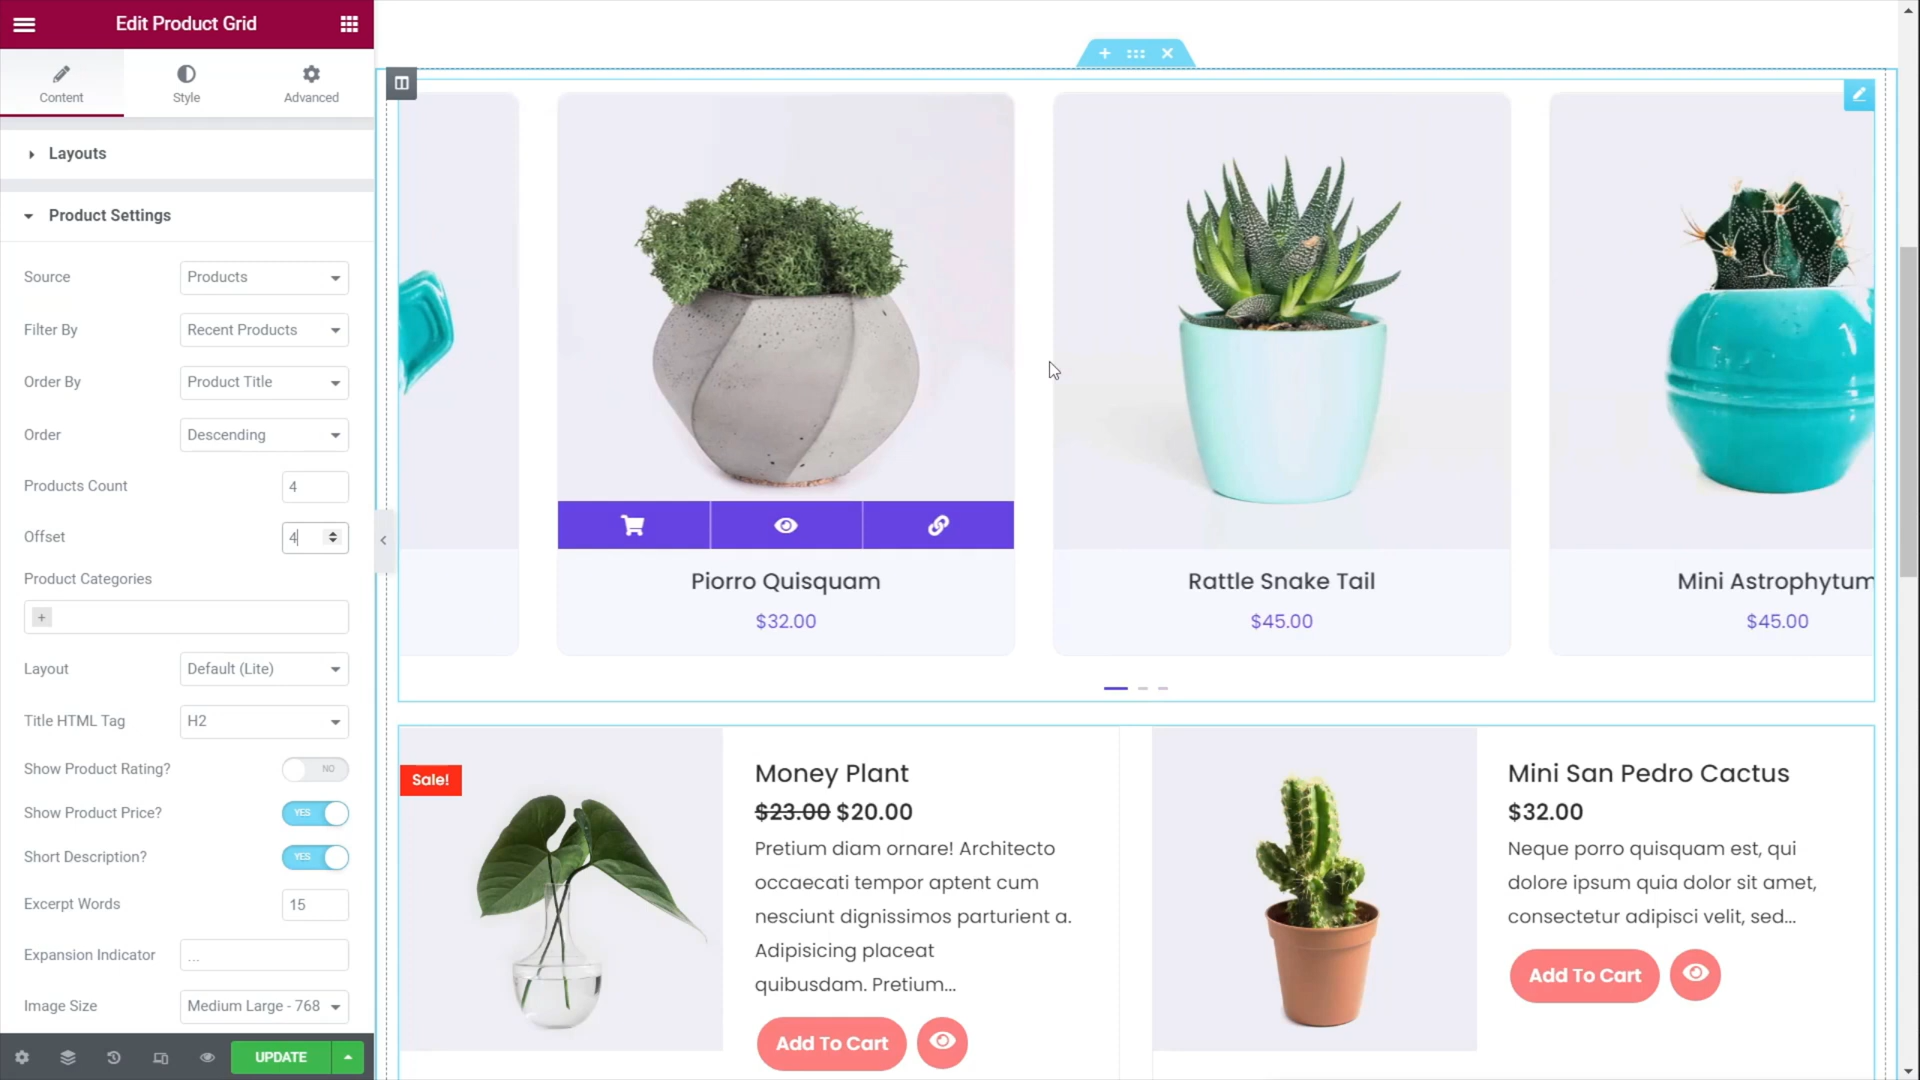 Edit Product Grid
Content
Style
Advanced
Layouts
Product Settings
Source
Products
Filter By
Recent Products
Order By
Product Title
Order
Descending
Products Count
4
Offset
4
Product Categories
+
Layout
Default (Lite)
Title HTML Tag
H2
Show Product Rating?
NO
Show Product Price?
YES
Short Description?
YES
Excerpt Words
15
Expansion Indicator
...
Image Size
Medium Large - 768
UPDATE
Piorro Quisquam
$32.00
Rattle Snake Tail
$45.00
Mini Astrophytum
$45.00
Sale!
Money Plant
$23.00 $20.00
Pretium diam ornare! Architecto
occaecati tempor aptent cum
nesciunt dignissimos parturient a.
Adipisicing placeat
quibusdam. Pretium...
Add To Cart
Mini San Pedro Cactus
$32.00
Neque porro quisquam est, qui
dolore ipsum quia dolor sit amet,
consectetur adipisci velit, sed...
Add To Cart